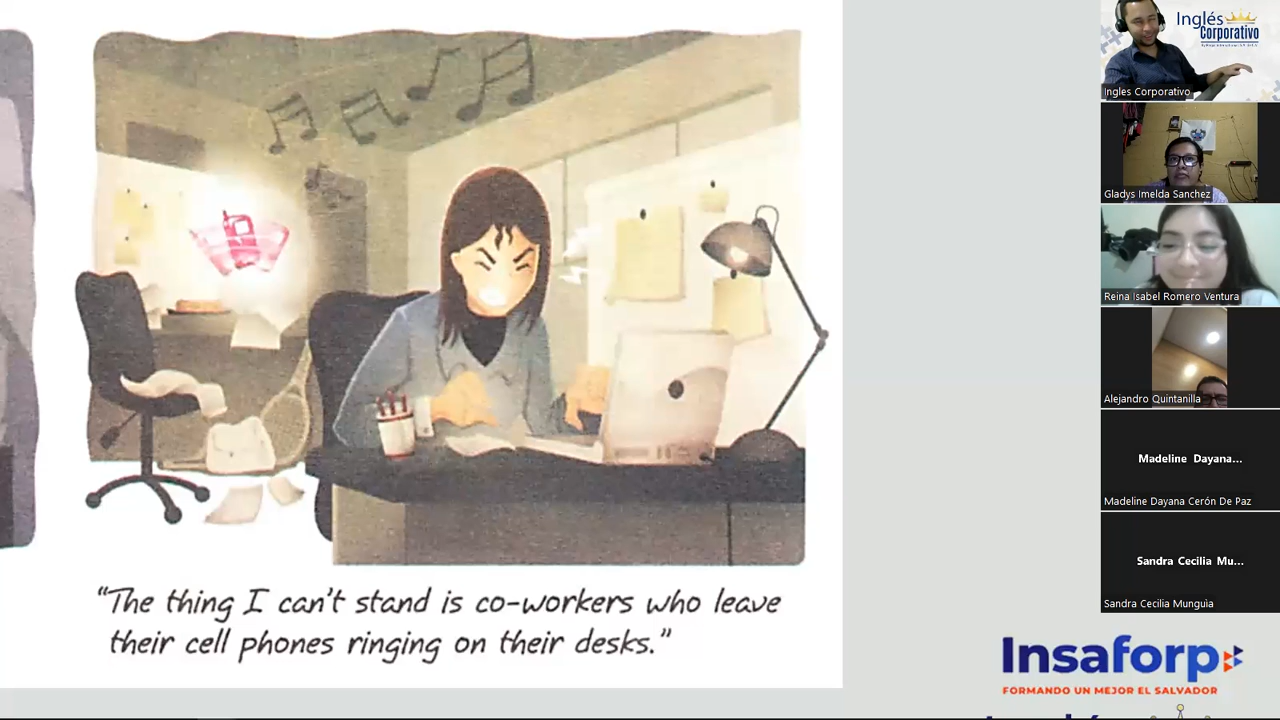 “The thing I can't stand is co-workers who leave
their cell phones ringing on their desks.”
Inglés
Corporativo
Ingles Corporativo
Gladys Imelda Sanchez
Reina Isabel Romero Ventura
Alejandro Quintanilla
Madeline Dayana...
Madeline Dayana Cerón De Paz
Sandra Cecilia Mu...
Sandra Cecilia Munguia
Insaforp
FORMANDO UN MEJOR EL SALVADOR